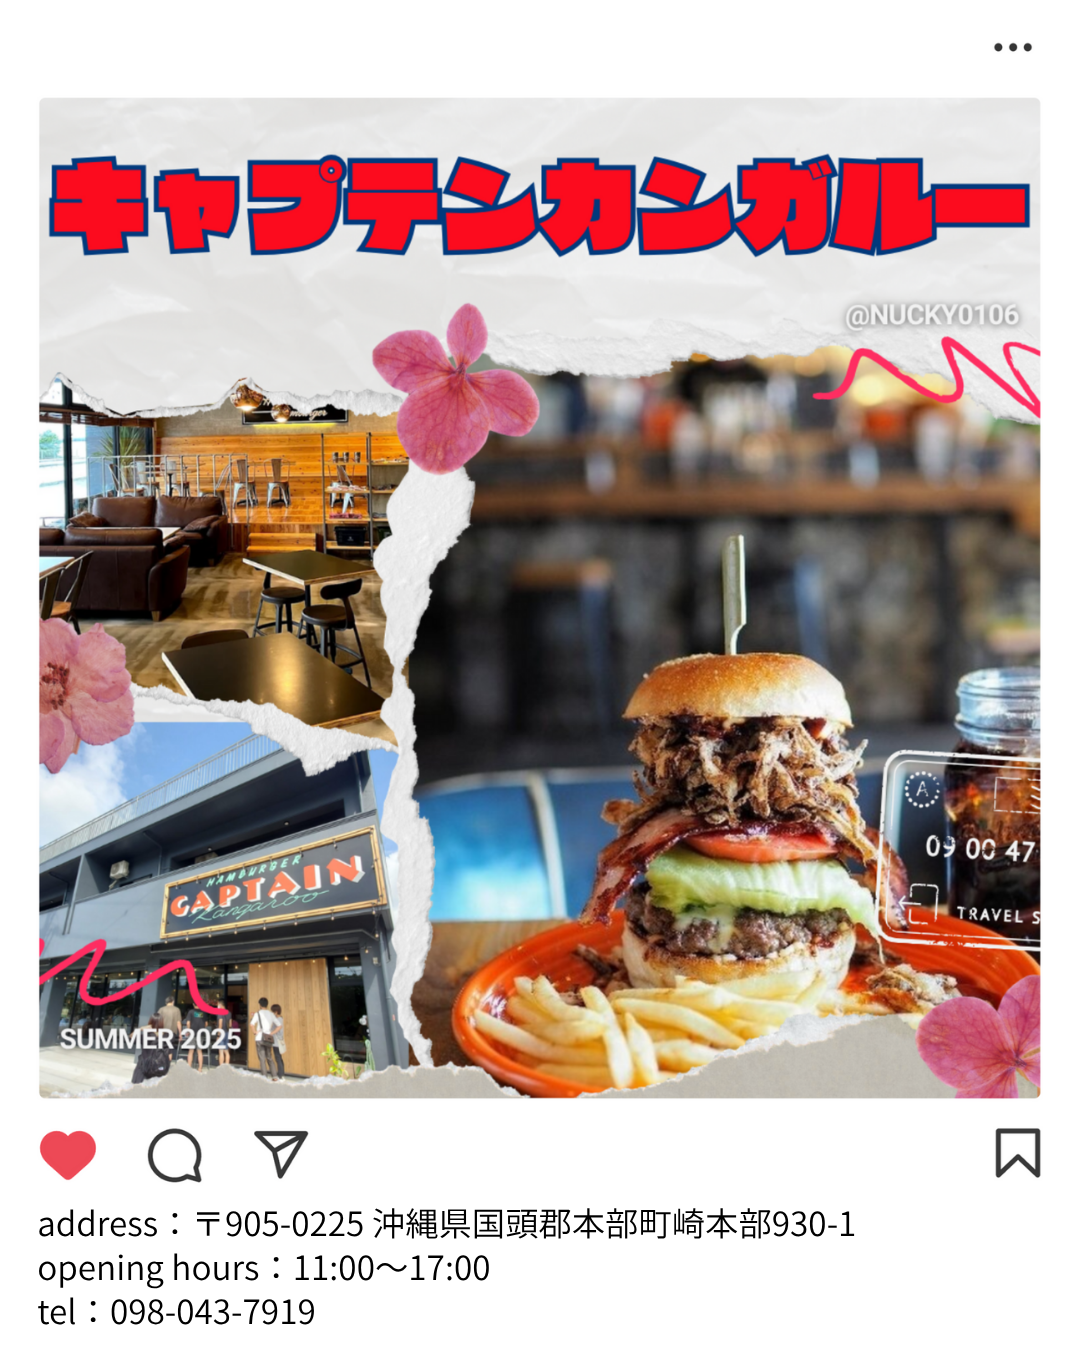 キャプテンカンガルー
@NUCKY0106
HAMBURGER
CAPTAIN
Kangaroo
A
09 00 47
TRAVEL S
SUMMER 2025
address：〒905-0225 沖縄県国頭郡本部町崎本部930-1
opening hours：11:00〜17:00
tel：098-043-7919